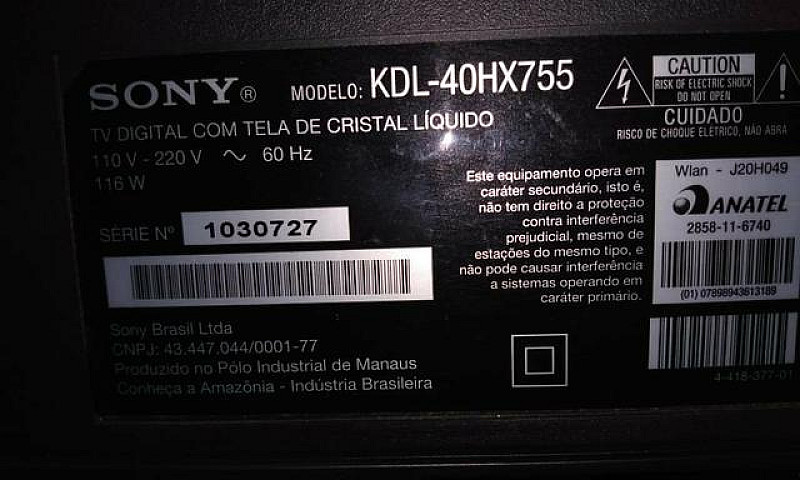 SONY®
MODELO: KDL-40HX755
TV DIGITAL COM TELA DE CRISTAL LÍQUIDO
110 V - 220 V ~ 60 Hz
116 W
SÉRIE Nº 1030727
Sony Brasil Ltda
CNPJ: 43.447.044/0001-77
Produzido no Pólo Industrial de Manaus
Conheça a Amazônia - Indústria Brasileira
CAUTION
RISK OF ELECTRIC SHOCK
DO NOT OPEN
CUIDADO
RISCO DE CHOQUE ELETRICO, NÃO ABRA
Este equipamento opera em
caráter secundário, isto é,
não tem direito a proteção
contra interferência
prejudicial, mesmo de
estações do mesmo tipo, e
não pode causar interferência
a sistemas operando em
caráter primário.
Wlan - J20H049
ANATEL
2858-11-6740
(01) 07898943613189
4-418-377-01